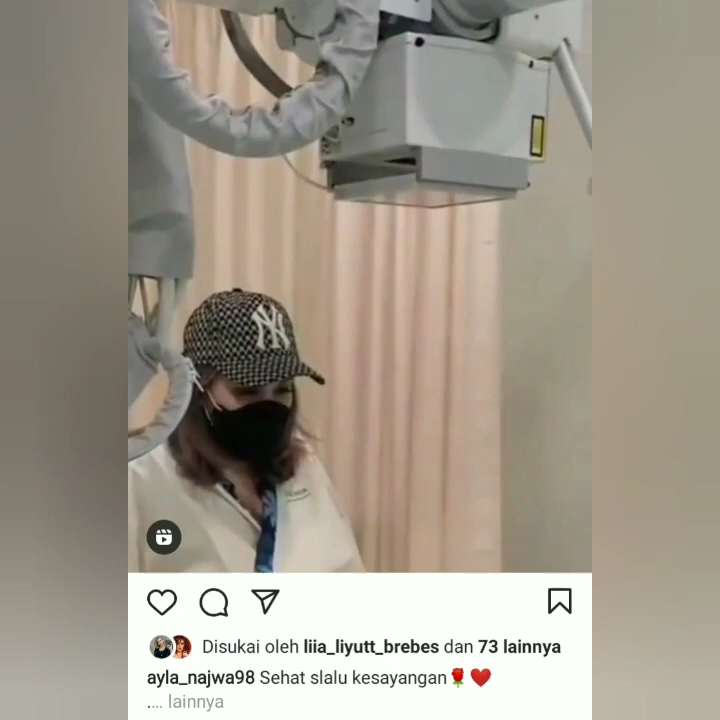 NY
Disukai oleh liia_liyutt_brebes dan 73 lainnya
ayla_najwa98 Sehat slalu kesayangan🌹❤️
.... lainnya